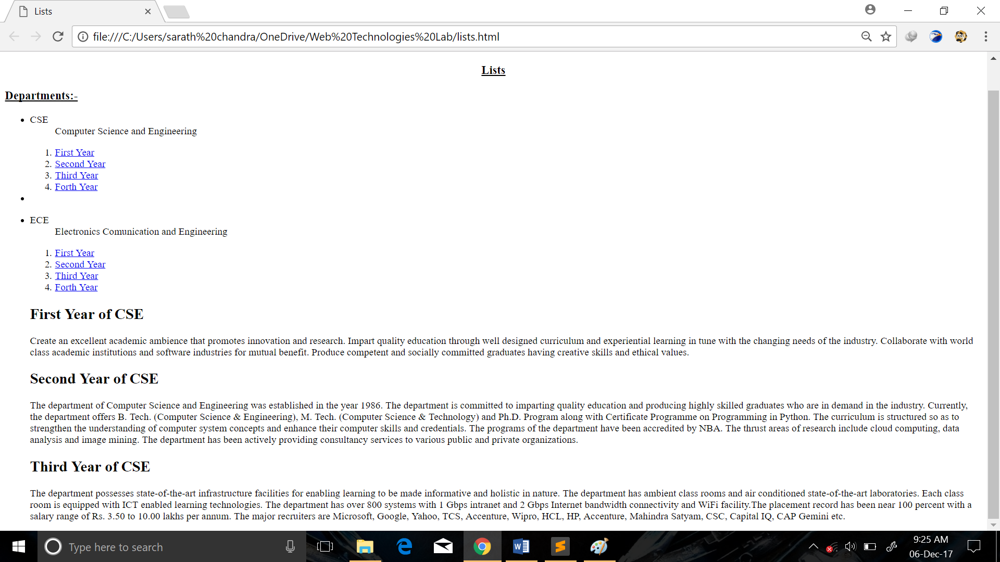 Lists
file:///C:/Users/sarath%20chandra/OneDrive/Web%20Technologies%20Lab/lists.html
Lists
Departments:-
• CSE
Computer Science and Engineering
1. First Year
2. Second Year
3. Third Year
4. Forth Year
•
• ECE
Electronics Comunication and Engineering
1. First Year
2. Second Year
3. Third Year
4. Forth Year
First Year of CSE
Create an excellent academic ambience that promotes innovation and research. Impart quality education through well designed curriculum and experiential learning in tune with the changing needs of the industry. Collaborate with world
class academic institutions and software industries for mutual benefit. Produce competent and socially committed graduates having creative skills and ethical values.
Second Year of CSE
The department of Computer Science and Engineering was established in the year 1986. The department is committed to imparting quality education and producing highly skilled graduates who are in demand in the industry. Currently,
the department offers B. Tech. (Computer Science & Engineering), M. Tech. (Computer Science & Technology) and Ph.D. Program along with Certificate Programme on Programming in Python. The curriculum is structured so as to
strengthen the understanding of computer system concepts and enhance their computer skills and credentials. The programs of the department have been accredited by NBA. The thrust areas of research include cloud computing, data
analysis and image mining. The department has been actively providing consultancy services to various public and private organizations.
Third Year of CSE
The department possesses state-of-the-art infrastructure facilities for enabling learning to be made informative and holistic in nature. The department has ambient class rooms and air conditioned state-of-the-art laboratories. Each class
room is equipped with ICT enabled learning technologies. The department has over 800 systems with 1 Gbps intranet and 2 Gbps Internet bandwidth connectivity and WiFi facility.The placement record has been near 100 percent with a
salary range of Rs. 3.50 to 10.00 lakhs per annum. The major recruiters are Microsoft, Google, Yahoo, TCS, Accenture, Wipro, HCL, HP, Accenture, Mahindra Satyam, CSC, Capital IQ, CAP Gemini etc.
Type here to search
9:25 AM
06-Dec-17